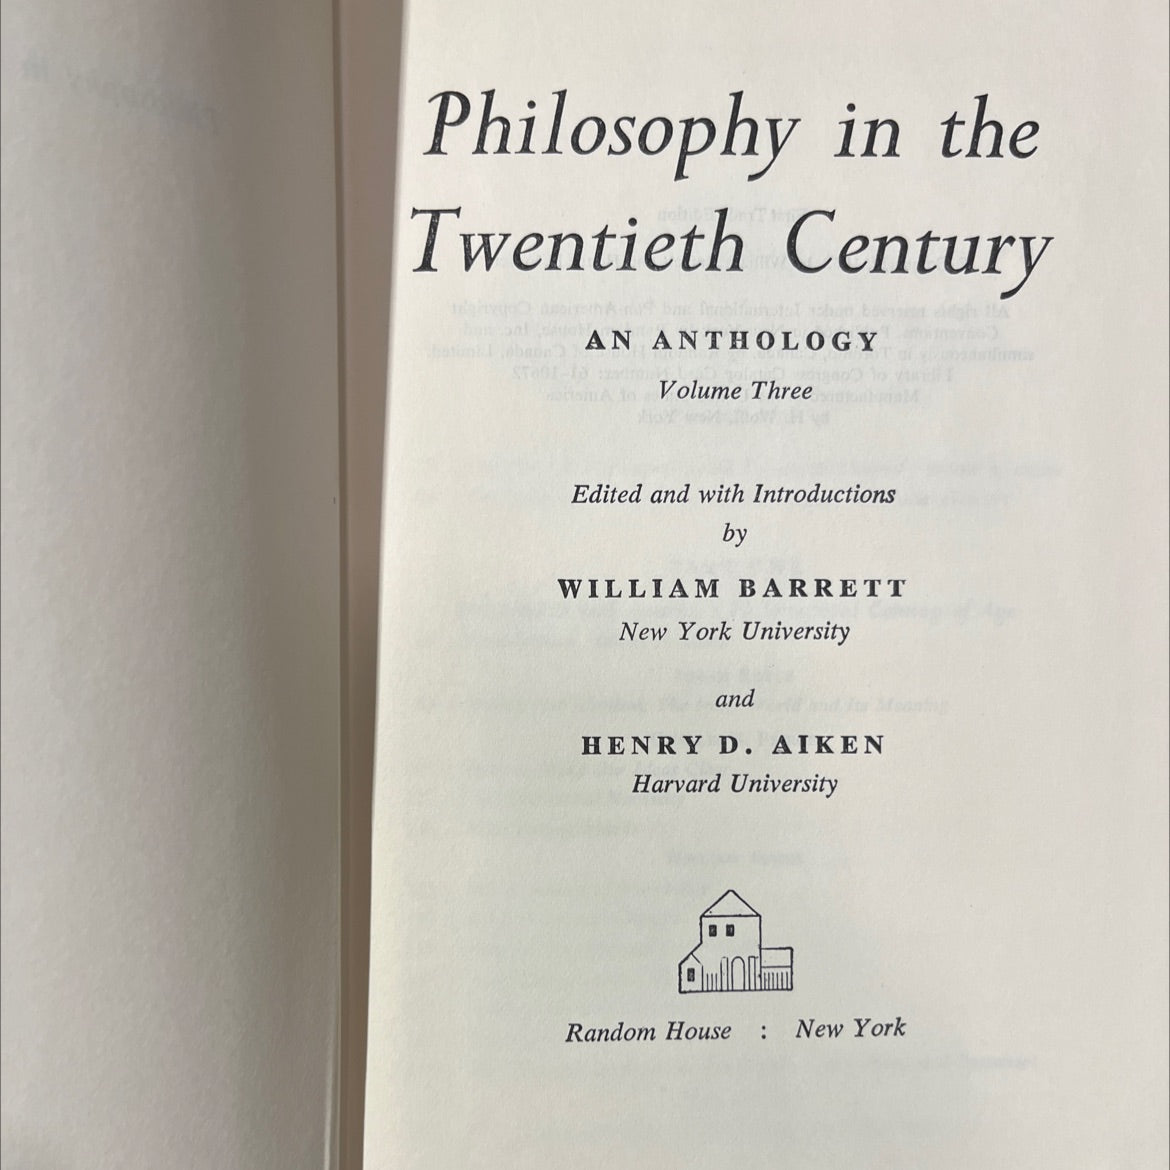 Philosophy in the
Twentieth Century
AN ANTHOLOGY
Volume Three
Edited and with Introductions
by
WILLIAM BARRETT
New York University
and
HENRY D. AIKEN
Harvard University
Random House : New York